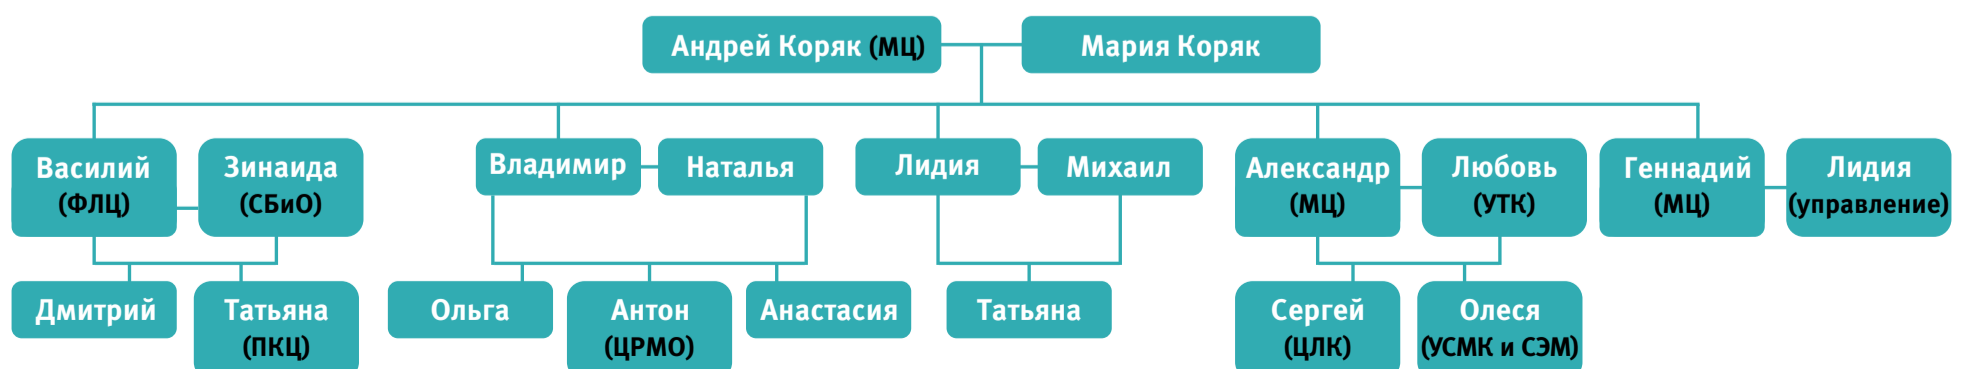 Андрей Коряк (МЦ)
Мария Коряк
Василий
(ФЛЦ)
Зинаида
(СБиО)
Владимир
Наталья
Лидия
Михаил
Александр
(МЦ)
Любовь
(УТК)
Геннадий
(МЦ)
Лидия
(управление)
Дмитрий
Татьяна
(ПКЦ)
Ольга
Антон
(ЦРМО)
Анастасия
Татьяна
Сергей
(ЦЛК)
Олеся
(УСМК и СЭМ)